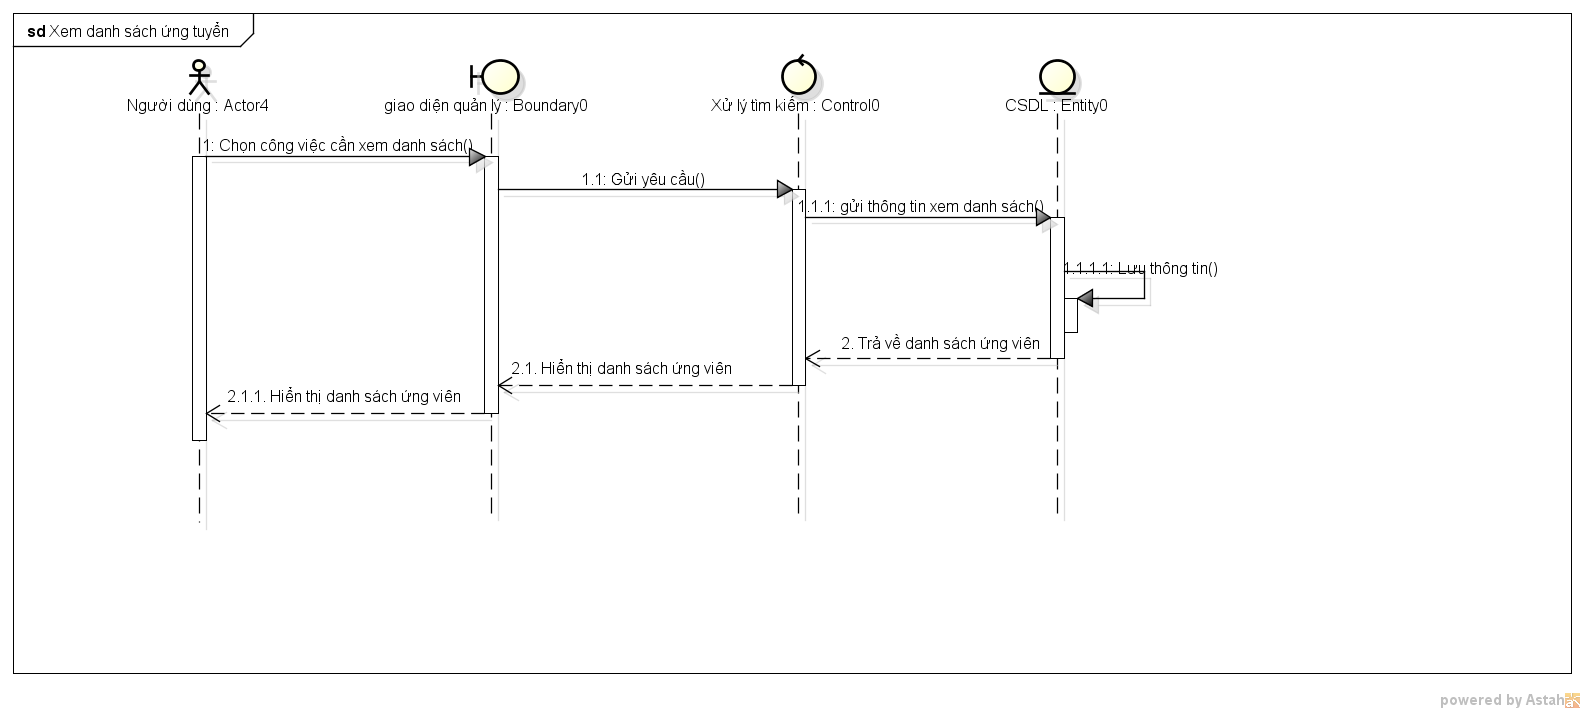 sd Xem danh sách ứng tuyển
Người dùng : Actor4
giao diện quản lý : Boundary0
Xử lý tìm kiếm : Control0
CSDL : Entity0
1: Chọn công việc cần xem danh sách()
1.1: Gửi yêu cầu()
1.1.1: gửi thông tin xem danh sách()
1.1.1.1: Lưu thông tin()
2. Trả về danh sách ứng viên
2.1. Hiển thị danh sách ứng viên
2.1.1. Hiển thị danh sách ứng viên
powered by Astah